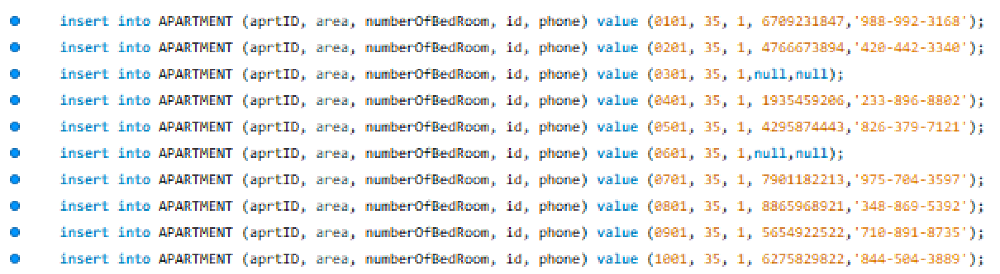 insert into APARTMENT (aprtID, area, numberOfBedRoom, id, phone) value (0101, 35, 1, 6709231847,'988-992-3168');
insert into APARTMENT (aprtID, area, numberOfBedRoom, id, phone) value (0201, 35, 1, 4766673894,'420-442-3340');
insert into APARTMENT (aprtID, area, numberOfBedRoom, id, phone) value (0301, 35, 1,null,null);
insert into APARTMENT (aprtID, area, numberOfBedRoom, id, phone) value (0401, 35, 1, 1935459206,'233-896-8802');
insert into APARTMENT (aprtID, area, numberOfBedRoom, id, phone) value (0501, 35, 1, 4295874443,'826-379-7121');
insert into APARTMENT (aprtID, area, numberOfBedRoom, id, phone) value (0601, 35, 1,null,null);
insert into APARTMENT (aprtID, area, numberOfBedRoom, id, phone) value (0701, 35, 1, 7901182213,'975-704-3597');
insert into APARTMENT (aprtID, area, numberOfBedRoom, id, phone) value (0801, 35, 1, 8865968921,'348-869-5392');
insert into APARTMENT (aprtID, area, numberOfBedRoom, id, phone) value (0901, 35, 1, 5654922522,'710-891-8735');
insert into APARTMENT (aprtID, area, numberOfBedRoom, id, phone) value (1001, 35, 1, 6275829822,'844-504-3889');